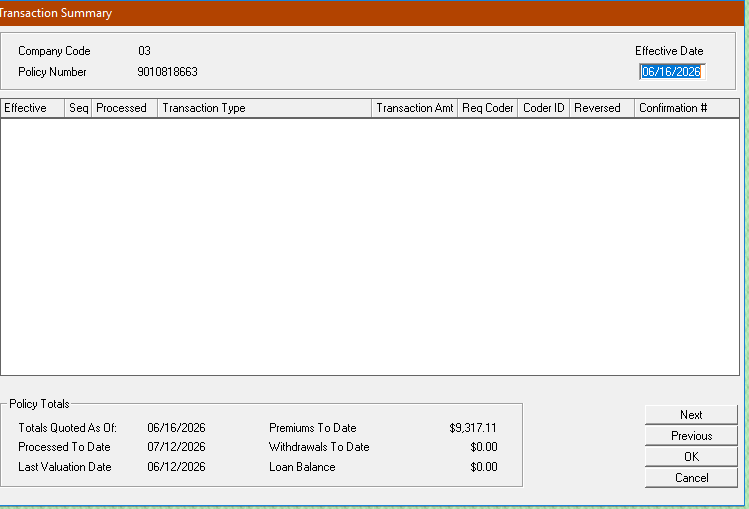 Transaction Summary
Company Code 03 Effective Date
Policy Number 9010818663 06/16/2026
Effective Seq Processed Transaction Type Transaction Amt Req Coder Coder ID Reversed Confirmation #
Policy Totals
Totals Quoted As Of: 06/16/2026 Premiums To Date $9,317.11
Processed To Date 07/12/2026 Withdrawals To Date $0.00
Last Valuation Date 06/12/2026 Loan Balance $0.00
Next
Previous
OK
Cancel